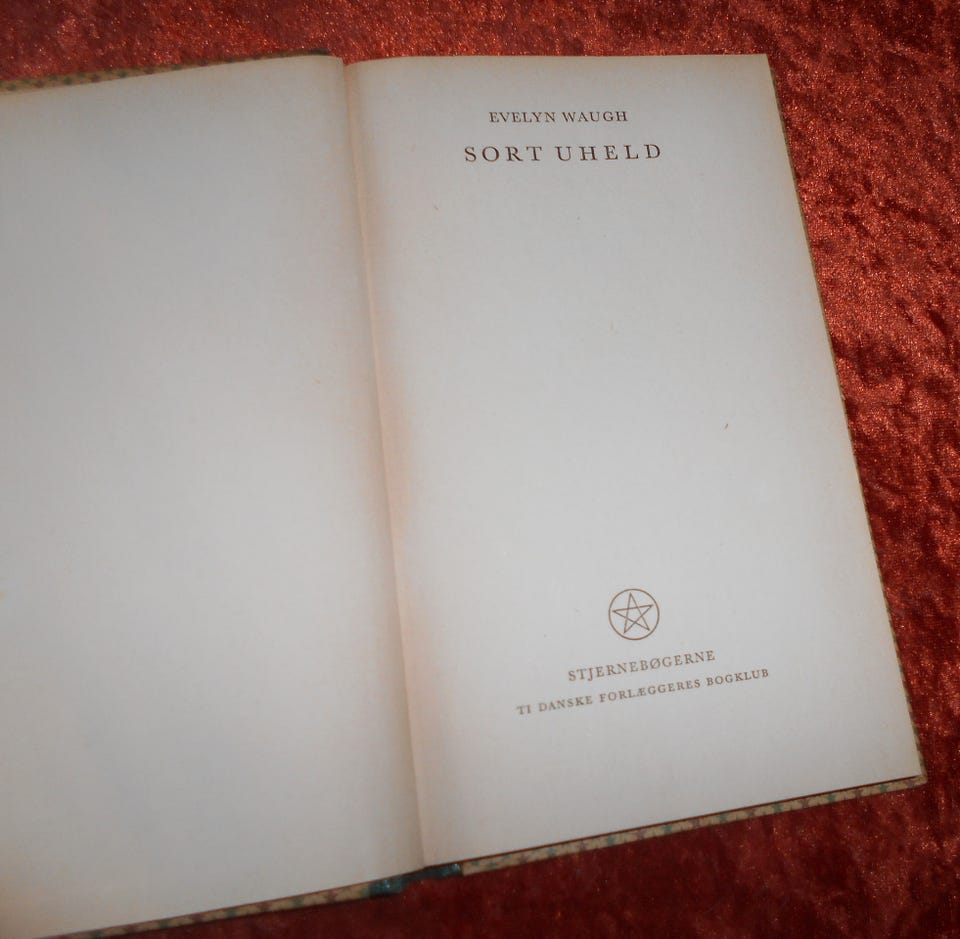 EVELYN WAUGH
SORT UHELD
STJERNEBØGERNE
TI DANSKE FORLÆGGERES BOGKLUB